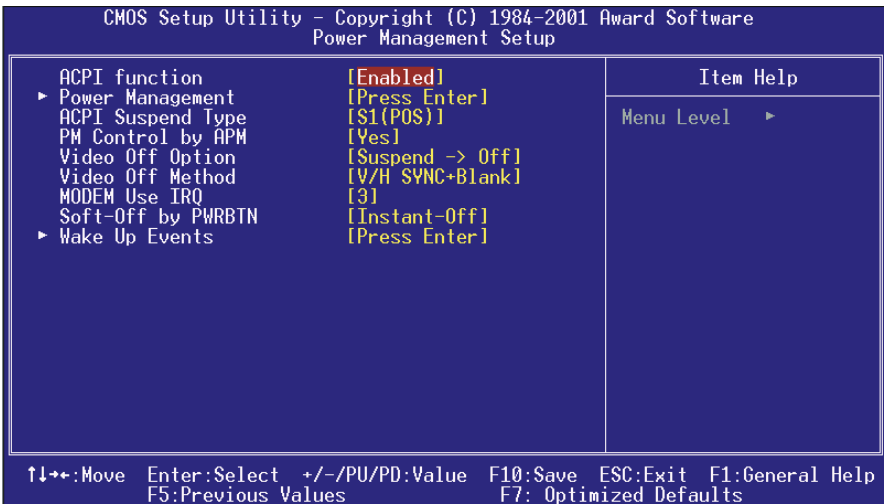 CMOS Setup Utility - Copyright (C) 1984-2001 Award Software
Power Management Setup
ACPI function [Enabled]
► Power Management [Press Enter]
ACPI Suspend Type [S1(POS)]
PM Control by APM [Yes]
Video Off Option [Suspend -> Off]
Video Off Method [V/H SYNC+Blank]
MODEM Use IRQ [3]
Soft-Off by PWRBTN [Instant-Off]
► Wake Up Events [Press Enter]
Item Help
Menu Level ►
↑↓→←:Move Enter:Select +/-/PU/PD:Value F10:Save ESC:Exit F1:General Help
F5:Previous Values F7: Optimized Defaults